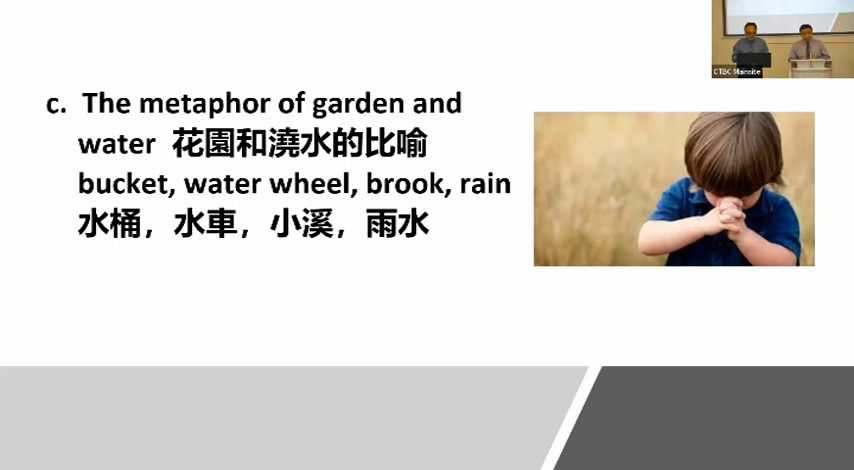 c. The metaphor of garden and
water 花園和澆水的比喻
bucket, water wheel, brook, rain
水桶，水車，小溪，雨水
CTBC Mainsite